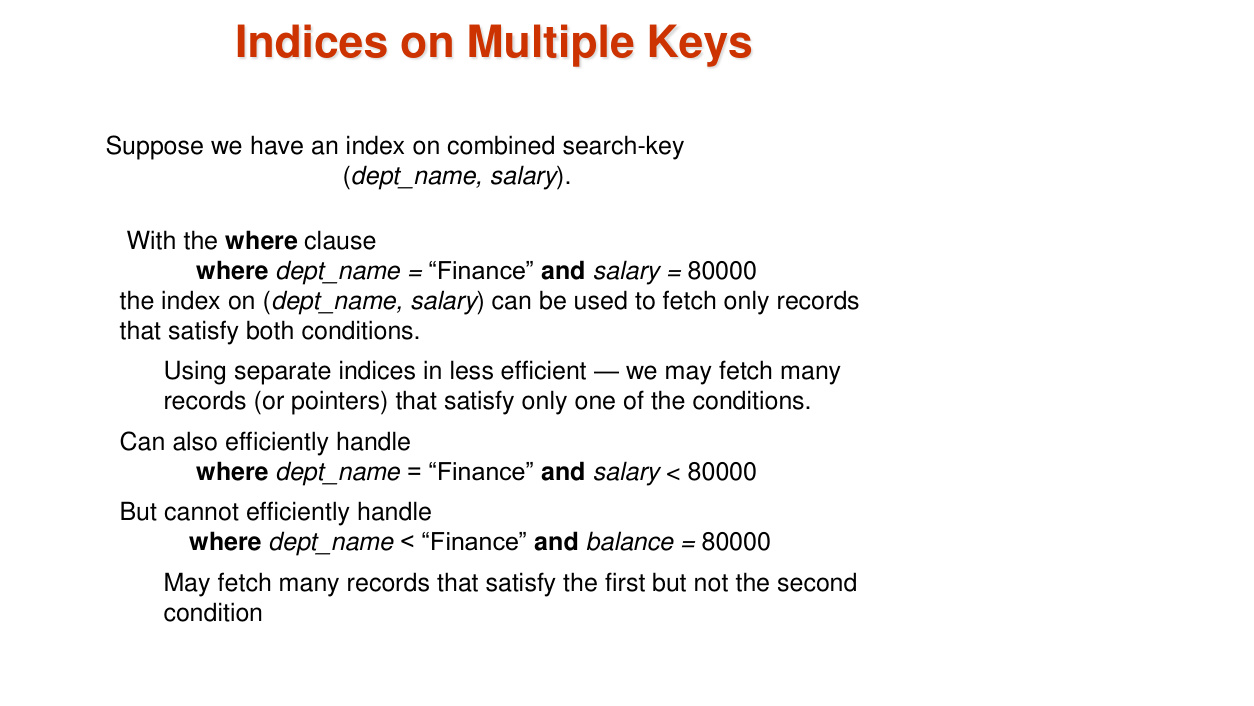 Indices on Multiple Keys
Suppose we have an index on combined search-key
(dept_name, salary).
With the where clause
where dept_name = “Finance” and salary = 80000
the index on (dept_name, salary) can be used to fetch only records
that satisfy both conditions.
Using separate indices in less efficient — we may fetch many
records (or pointers) that satisfy only one of the conditions.
Can also efficiently handle
where dept_name = “Finance” and salary < 80000
But cannot efficiently handle
where dept_name < “Finance” and balance = 80000
May fetch many records that satisfy the first but not the second
condition